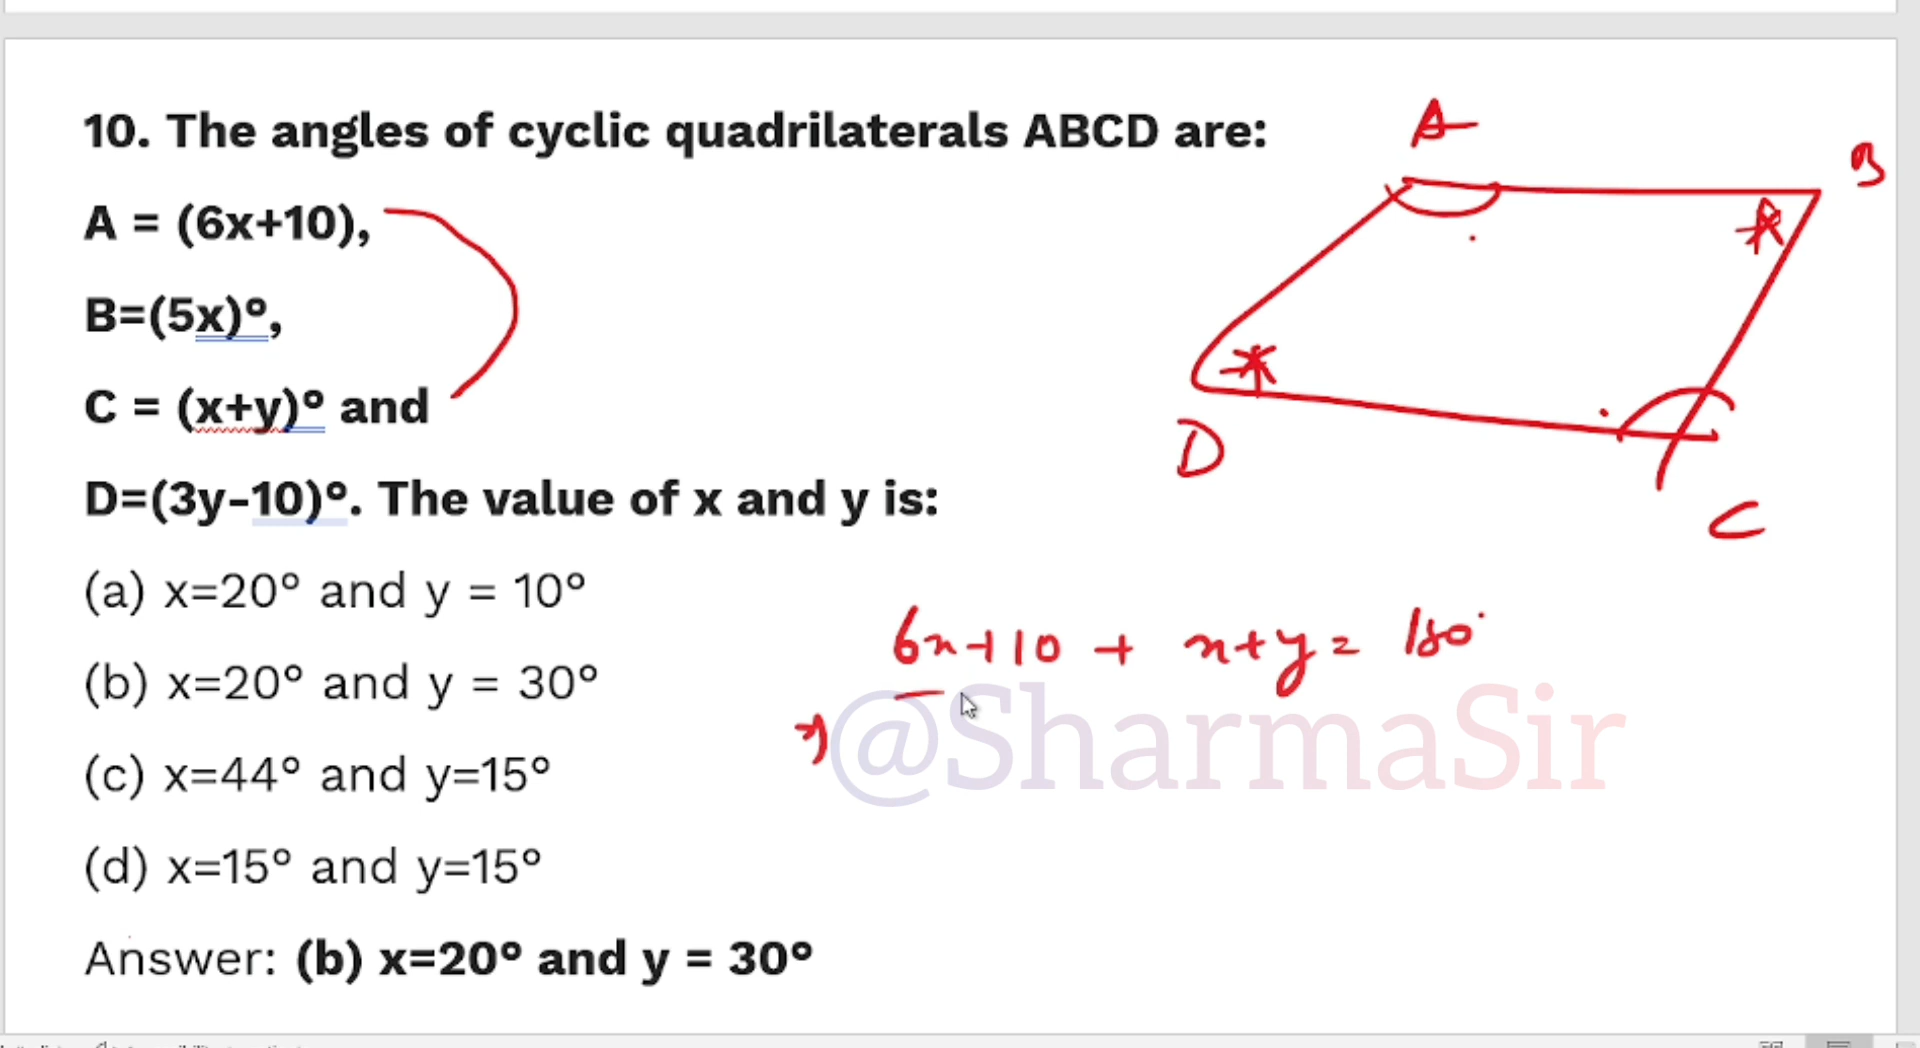 10. The angles of cyclic quadrilaterals ABCD are:
A = (6x+10),
B=(5x)°,
C = (x+y)° and
D=(3y-10)°. The value of x and y is:
(a) x=20° and y = 10°
(b) x=20° and y = 30°
(c) x=44° and y=15°
(d) x=15° and y=15°
Answer: (b) x=20° and y = 30°
A
B
D
C
6x+10 + x+y = 180°
@SharmaSir